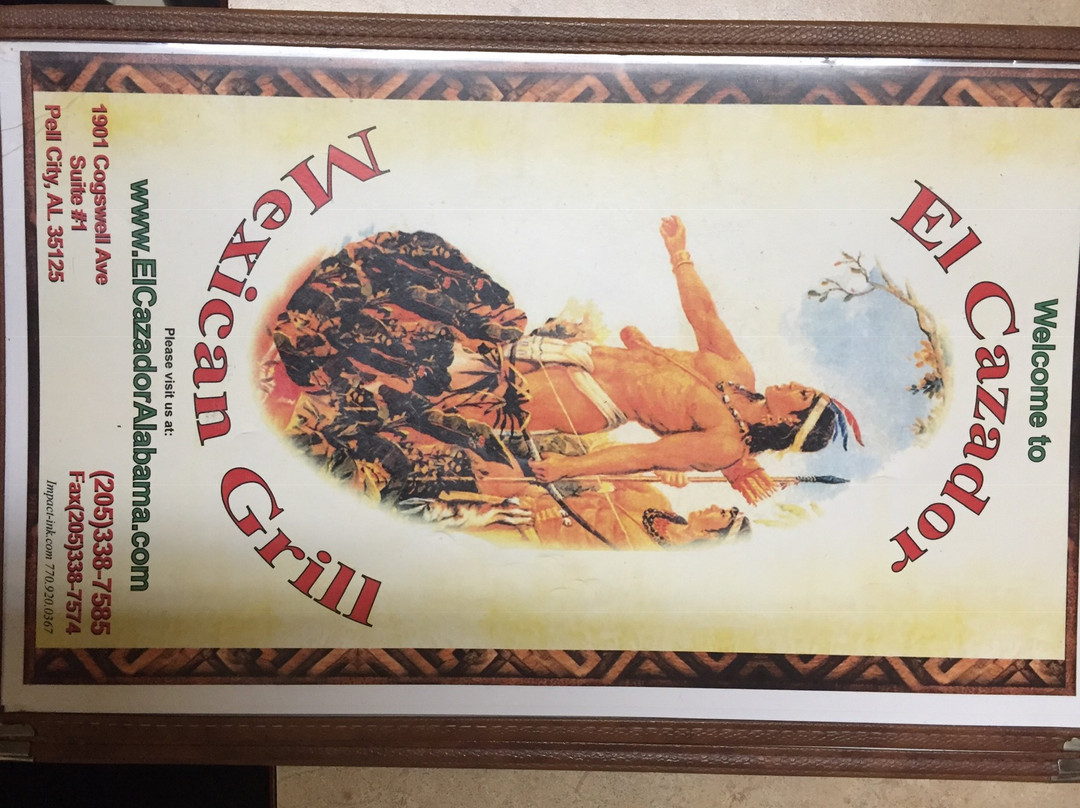 Welcome to
El Cazador
Mexican Grill
Please visit us at:
www.ElCazadorAlabama.com
1901 Cogswell Ave
Suite #1
Pell City, AL 35125
(205)338-7585
Fax(205)338-7574
Impact-ink.com 770.920.0367